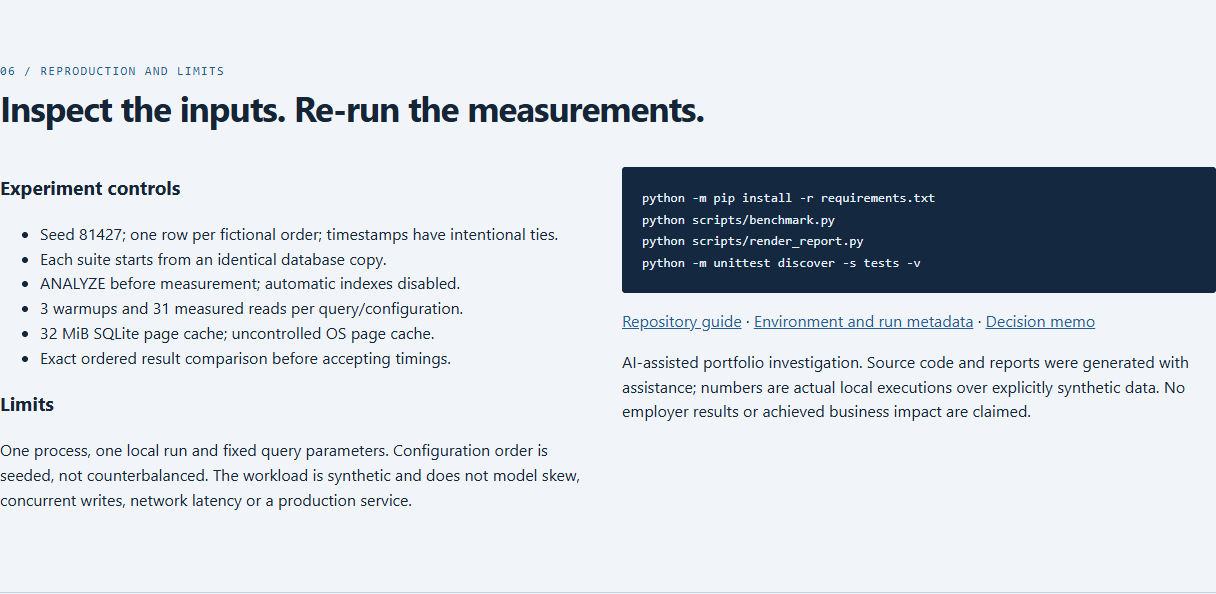 06 / REPRODUCTION AND LIMITS
Inspect the inputs. Re-run the measurements.
Experiment controls
• Seed 81427; one row per fictional order; timestamps have intentional ties.
• Each suite starts from an identical database copy.
• ANALYZE before measurement; automatic indexes disabled.
• 3 warmups and 31 measured reads per query/configuration.
• 32 MiB SQLite page cache; uncontrolled OS page cache.
• Exact ordered result comparison before accepting timings.
Limits
One process, one local run and fixed query parameters. Configuration order is
seeded, not counterbalanced. The workload is synthetic and does not model skew,
concurrent writes, network latency or a production service.
python -m pip install -r requirements.txt
python scripts/benchmark.py
python scripts/render_report.py
python -m unittest discover -s tests -v
Repository guide · Environment and run metadata · Decision memo
AI-assisted portfolio investigation. Source code and reports were generated with
assistance; numbers are actual local executions over explicitly synthetic data. No
employer results or achieved business impact are claimed.